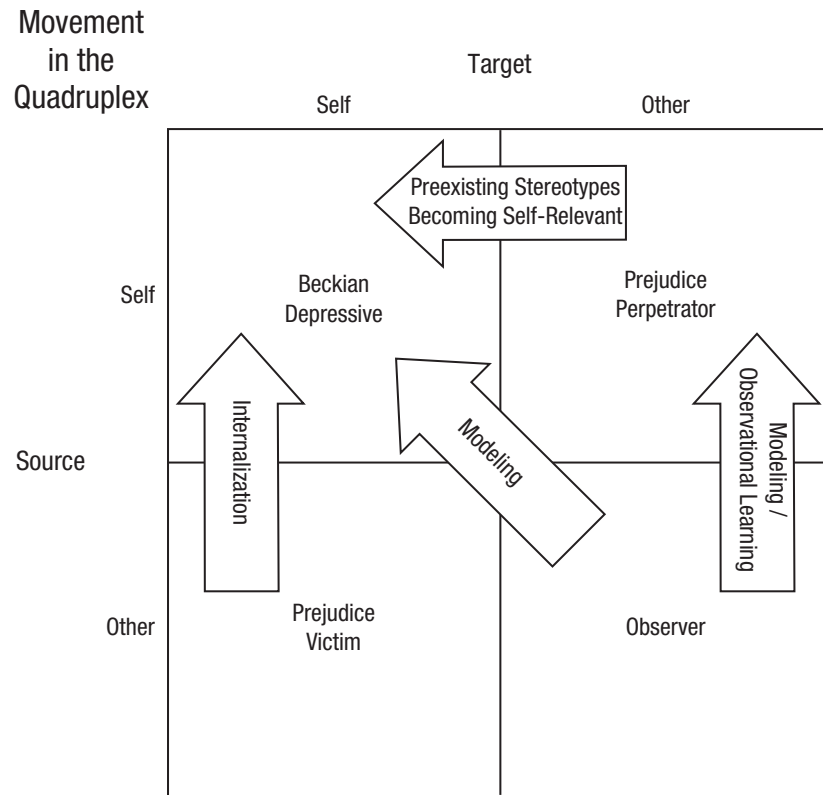 Movement
in the
Quadruplex
Target
Self
Other
Preexisting Stereotypes
Becoming Self-Relevant
Self
Beckian
Depressive
Prejudice
Perpetrator
Source
Internalization
Modeling
Modeling /
Observational Learning
Other
Prejudice
Victim
Observer